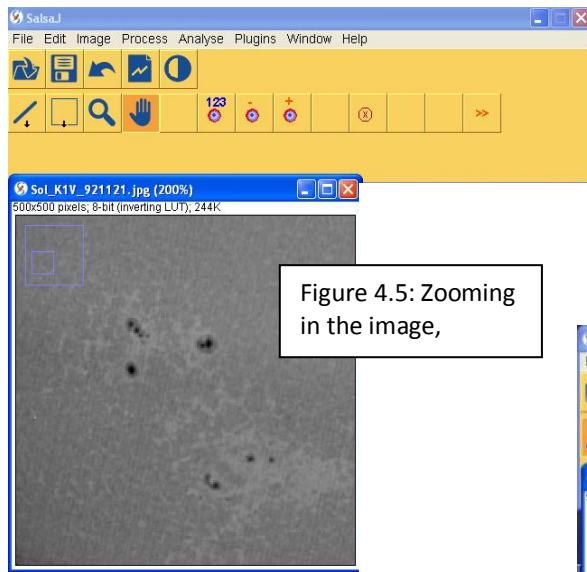 SalsaJ
File Edit Image Process Analyse Plugins Window Help
123
- +
>>
Sol_K1V_921121.jpg (200%)
500x500 pixels; 8-bit (inverting LUT); 244K
Figure 4.5: Zooming
in the image,